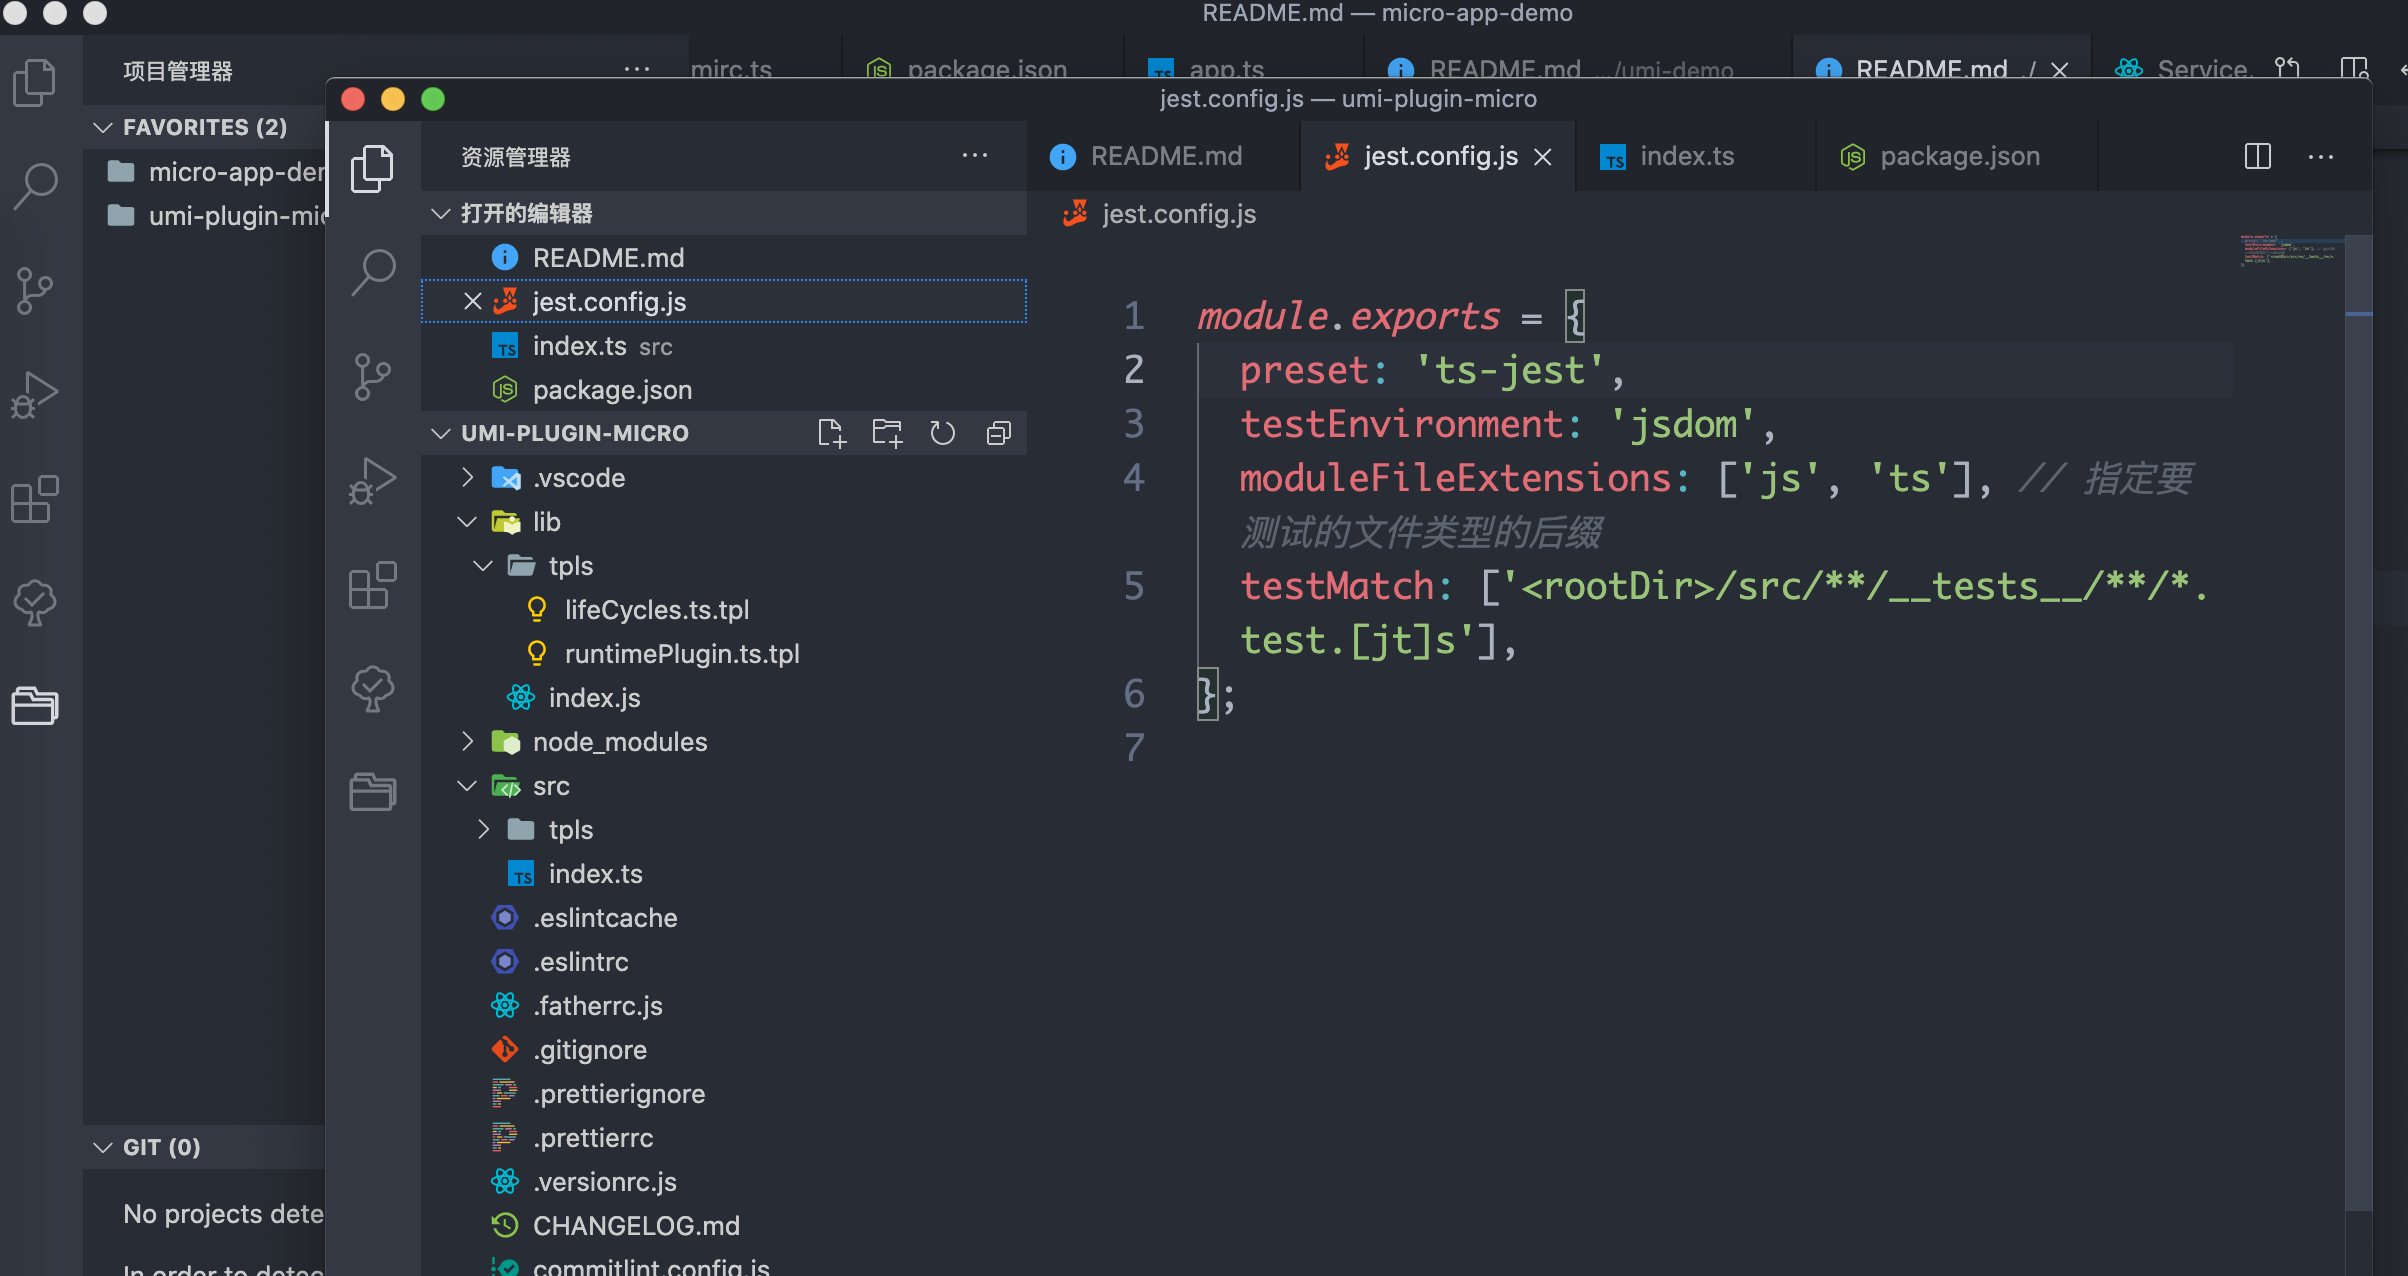 README.md — micro-app-demo
项目管理器
mirc.ts
package.json
app.ts
README.md .../umi-demo
README.md ./
Service.
FAVORITES (2)
micro-app-der
umi-plugin-mic
GIT (0)
No projects dete
In order to detec
jest.config.js — umi-plugin-micro
资源管理器
README.md
jest.config.js
index.ts
package.json
jest.config.js
打开的编辑器
README.md
jest.config.js
index.ts src
package.json
UMI-PLUGIN-MICRO
.vscode
lib
tpls
lifeCycles.ts.tpl
runtimePlugin.ts.tpl
index.js
node_modules
src
tpls
index.ts
.eslintcache
.eslintrc
.fatherrc.js
.gitignore
.prettierignore
.prettierrc
.versionrc.js
CHANGELOG.md
commitlint.config.js
1 module.exports = {
2 preset: 'ts-jest',
3 testEnvironment: 'jsdom',
4 moduleFileExtensions: ['js', 'ts'], // 指定要
测试的文件类型的后缀
5 testMatch: ['<rootDir>/src/**/__tests__/**/*.
test.[jt]s'],
6 };
7